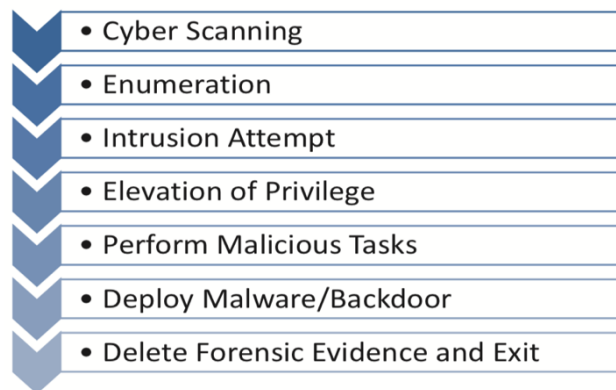 • Cyber Scanning
• Enumeration
• Intrusion Attempt
• Elevation of Privilege
• Perform Malicious Tasks
• Deploy Malware/Backdoor
• Delete Forensic Evidence and Exit